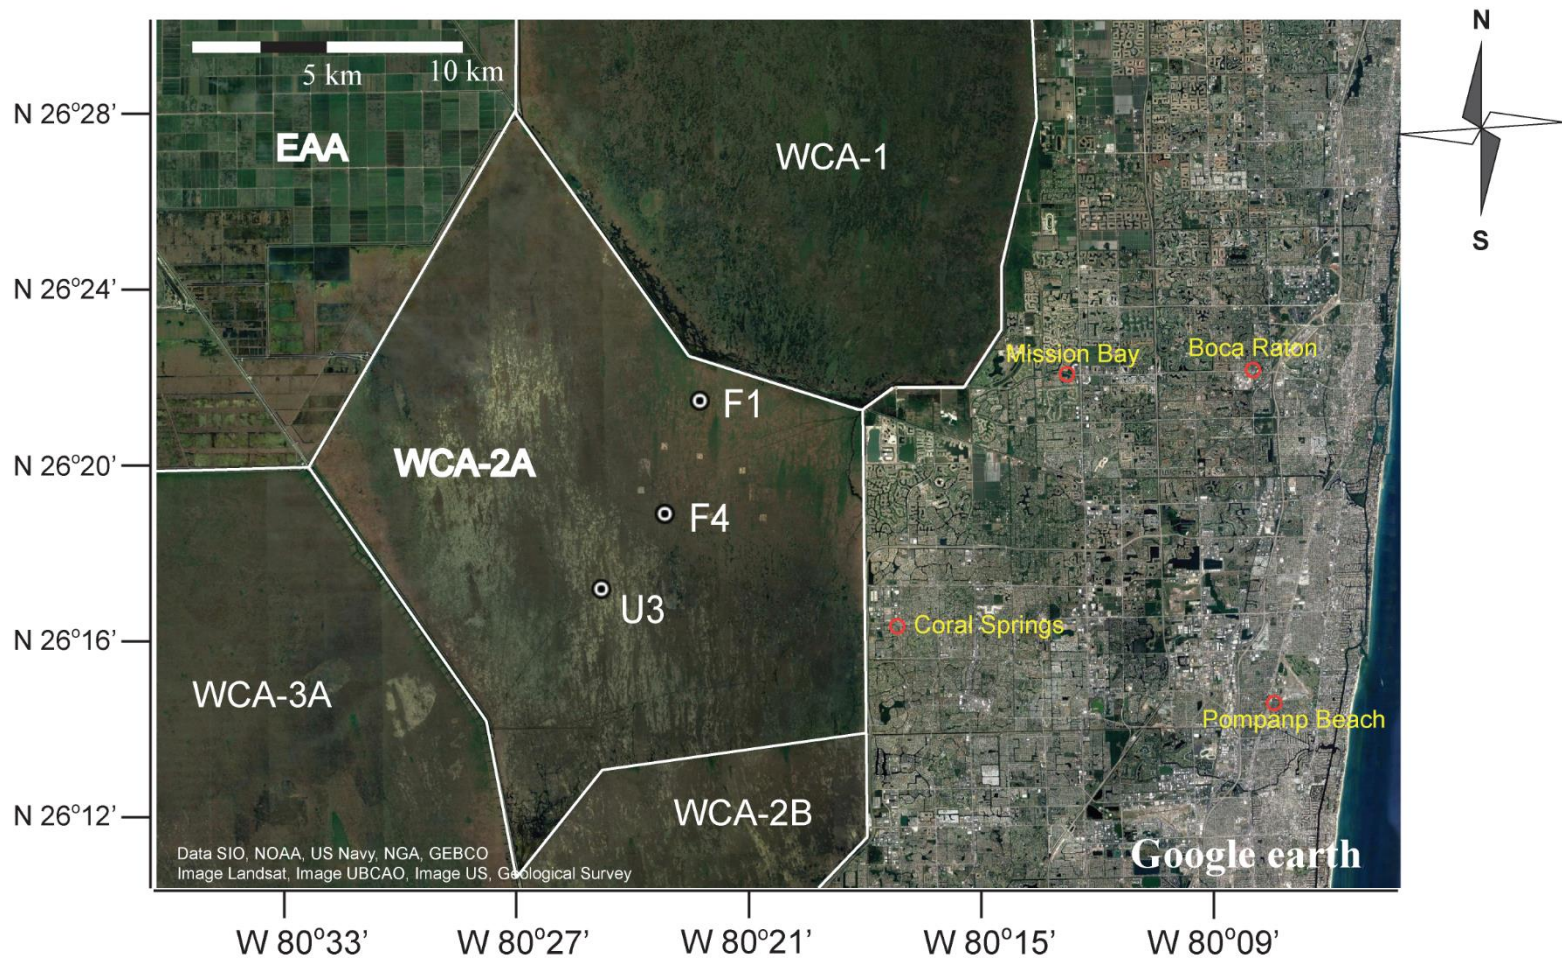 N
S
5 km
10 km
N 26°28’
EAA
WCA-1
N 26°24’
Mission Bay
Boca Raton
F1
N 26°20’
WCA-2A
F4
U3
Coral Springs
N 26°16’
WCA-3A
Pompanp Beach
N 26°12’
WCA-2B
Data SIO, NOAA, US Navy, NGA, GEBCO
Image Landsat, Image UBCAO, Image US, Geological Survey
Google earth
W 80°33’
W 80°27’
W 80°21’
W 80°15’
W 80°09’